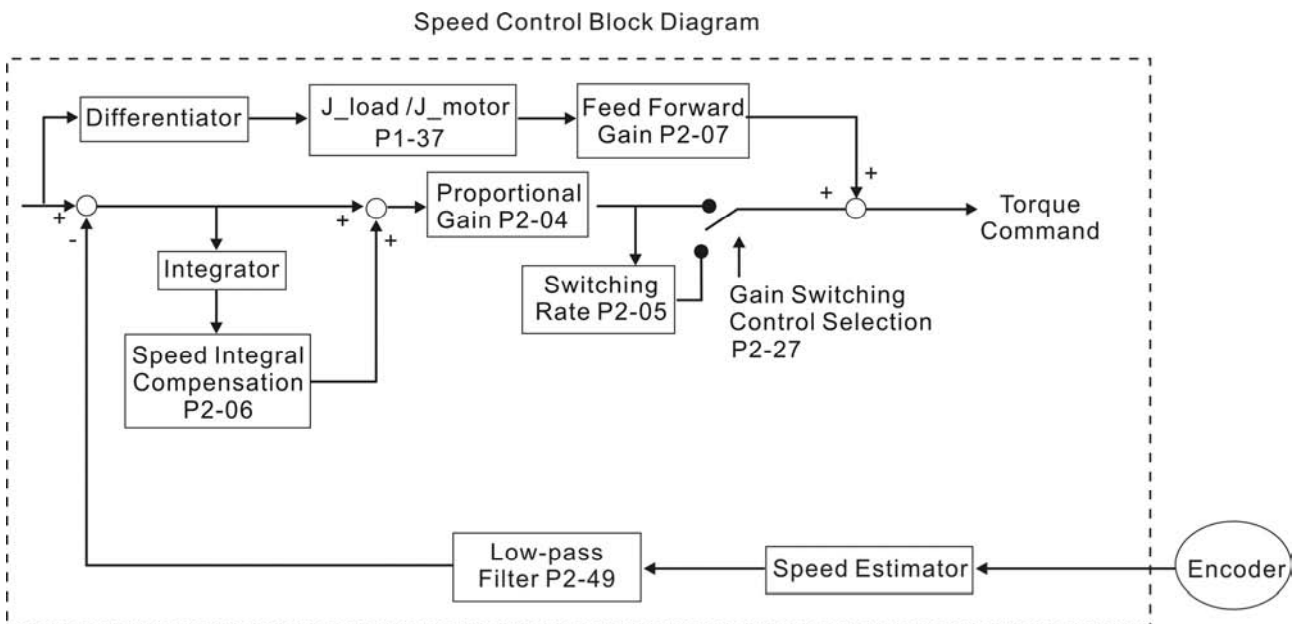 Speed Control Block Diagram
Differentiator
J_load /J_motor
P1-37
Feed Forward
Gain P2-07
+
+
+
-
+
+
Proportional
Gain P2-04
Torque
Command
Integrator
Switching
Rate P2-05
Gain Switching
Control Selection
P2-27
Speed Integral
Compensation
P2-06
Low-pass
Filter P2-49
Speed Estimator
Encoder